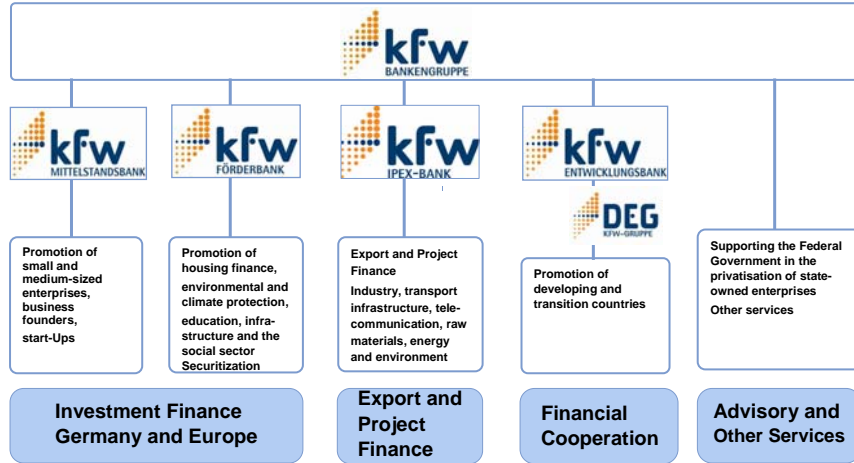 kfw
BANKENGRUPPE
kfw
MITTELSTANDSBANK
kfw
FÖRDERBANK
kfw
IPEX-BANK
kfw
ENTWICKLUNGSBANK
DEG
KFW-GRUPPE
Promotion of
small and
medium-sized
enterprises,
business
founders,
start-Ups
Promotion of
housing finance,
environmental and
climate protection,
education, infra-
structure and the
social sector
Securitization
Export and Project
Finance
Industry, transport
infrastructure, tele-
communication, raw
materials, energy
and environment
Promotion of
developing and
transition countries
Supporting the Federal
Government in the
privatisation of state-
owned enterprises
Other services
Investment Finance
Germany and Europe
Export and
Project
Finance
Financial
Cooperation
Advisory and
Other Services